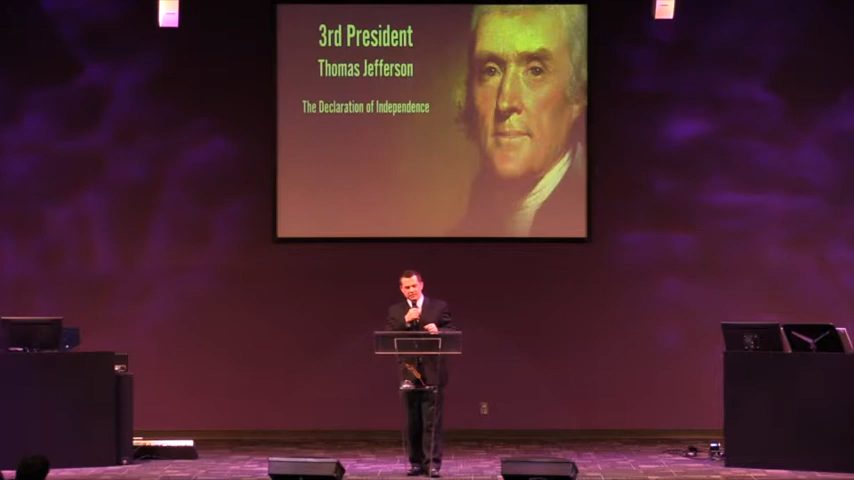 3rd President
Thomas Jefferson
The Declaration of Independence